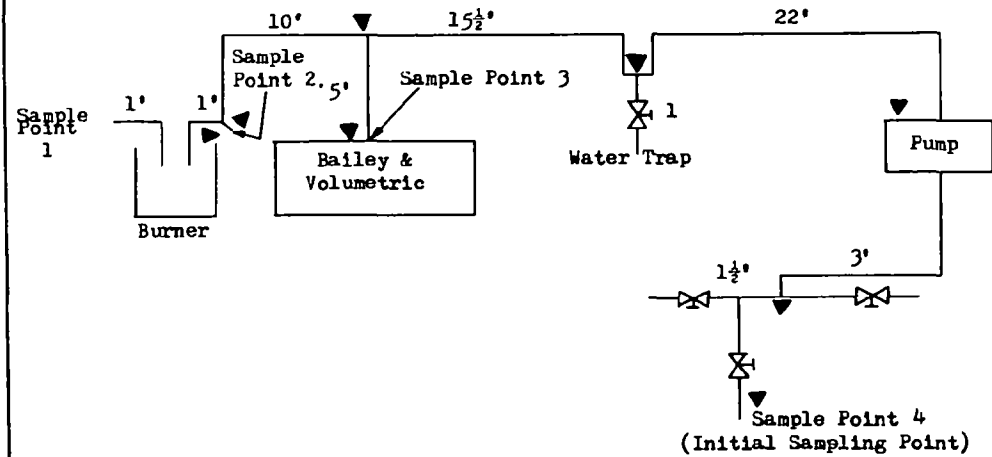 10'
15½'
22'
Sample
Point 2.
5'
Sample Point 3
1'
1'
Sample
Point
1
1
Bailey &
Volumetric
Water Trap
Pump
Burner
1½'
3'
Sample Point 4
(Initial Sampling Point)